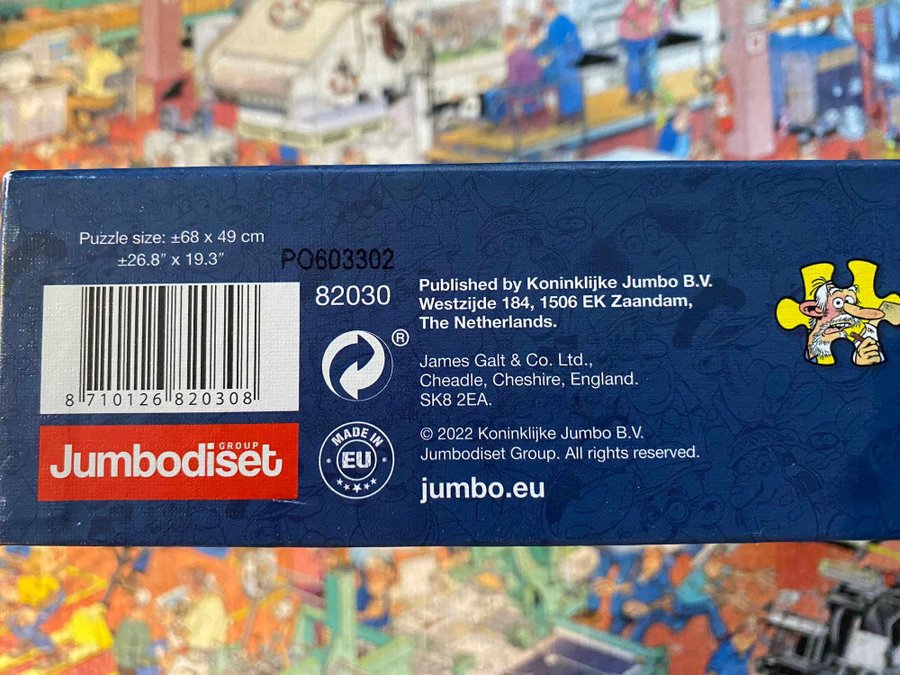 Puzzle size: ±68 x 49 cm
±26.8″ x 19.3″
PO603302
82030
8 710126 820308
GROUP
Jumbodiset
®
MADE IN
EU
Published by Koninklijke Jumbo B.V.
Westzijde 184, 1506 EK Zaandam,
The Netherlands.
James Galt & Co. Ltd.,
Cheadle, Cheshire, England.
SK8 2EA.
© 2022 Koninklijke Jumbo B.V.
Jumbodiset Group. All rights reserved.
jumbo.eu